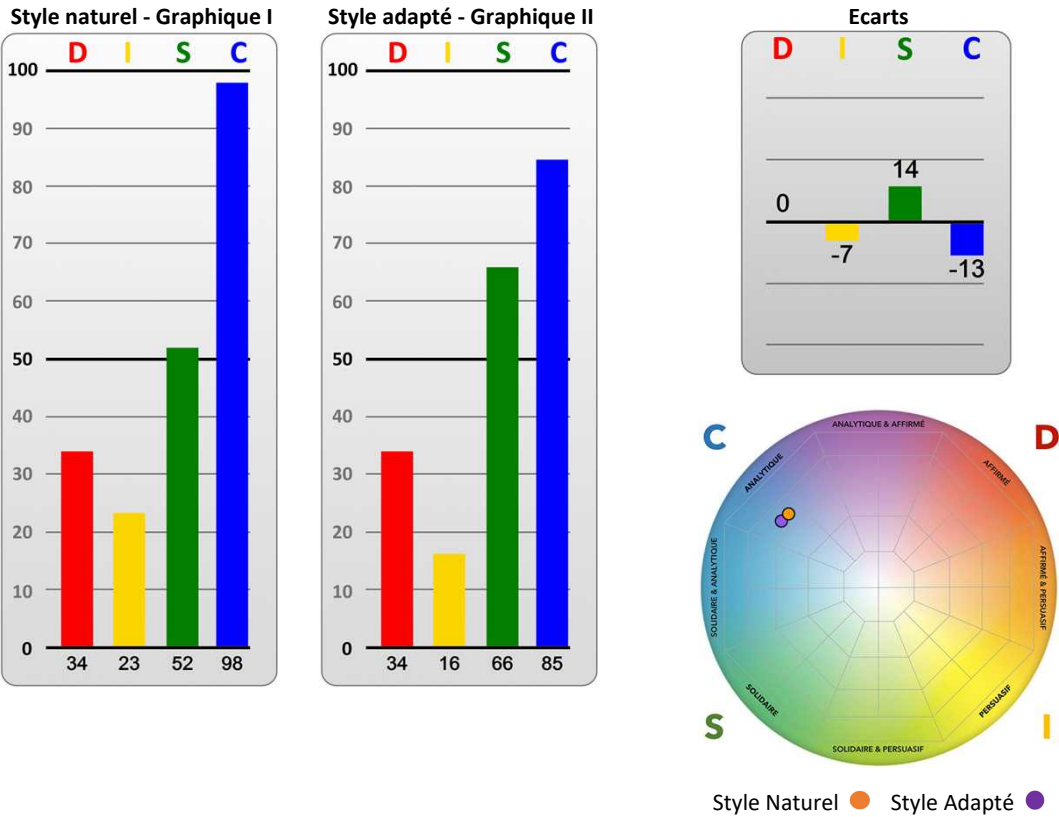 Style naturel - Graphique I
D I S C
100
90
80
70
60
50
40
30
20
10
0
34 23 52 98
Style adapté - Graphique II
D I S C
100
90
80
70
60
50
40
30
20
10
0
34 16 66 85
Ecarts
D I S C
0
14
-7
-13
C
D
ANALYTIQUE & AFFIRMÉ
ANALYTIQUE
AFFIRMÉ
SOLIDAIRE & ANALYTIQUE
AFFIRMÉ & PERSUASIF
SOLIDAIRE
PERSUASIF
S
I
SOLIDAIRE & PERSUASIF
Style Naturel Style Adapté